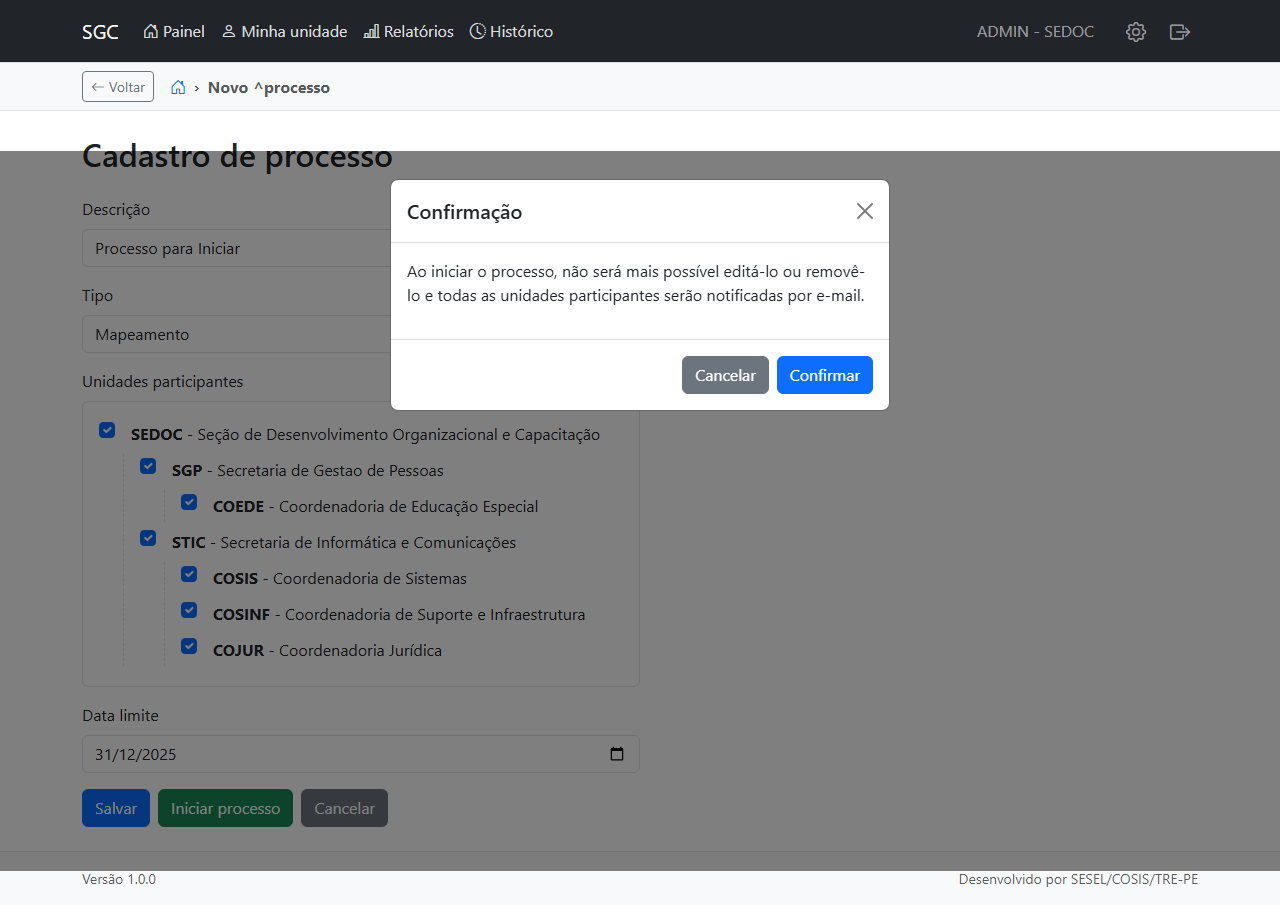 SGC Painel Minha unidade Relatórios Histórico ADMIN - SEDOC
Voltar › Novo ^processo
Cadastro de processo
Descrição
Processo para Iniciar
Tipo
Mapeamento
Unidades participantes
Confirmação
Ao iniciar o processo, não será mais possível editá-lo ou removê-
lo e todas as unidades participantes serão notificadas por e-mail.
Cancelar Confirmar
SEDOC - Seção de Desenvolvimento Organizacional e Capacitação
SGP - Secretaria de Gestao de Pessoas
COEDE - Coordenadoria de Educação Especial
STIC - Secretaria de Informática e Comunicações
COSIS - Coordenadoria de Sistemas
COSINF - Coordenadoria de Suporte e Infraestrutura
COJUR - Coordenadoria Jurídica
Data limite
31/12/2025
Salvar Iniciar processo Cancelar
Versão 1.0.0 Desenvolvido por SESEL/COSIS/TRE-PE